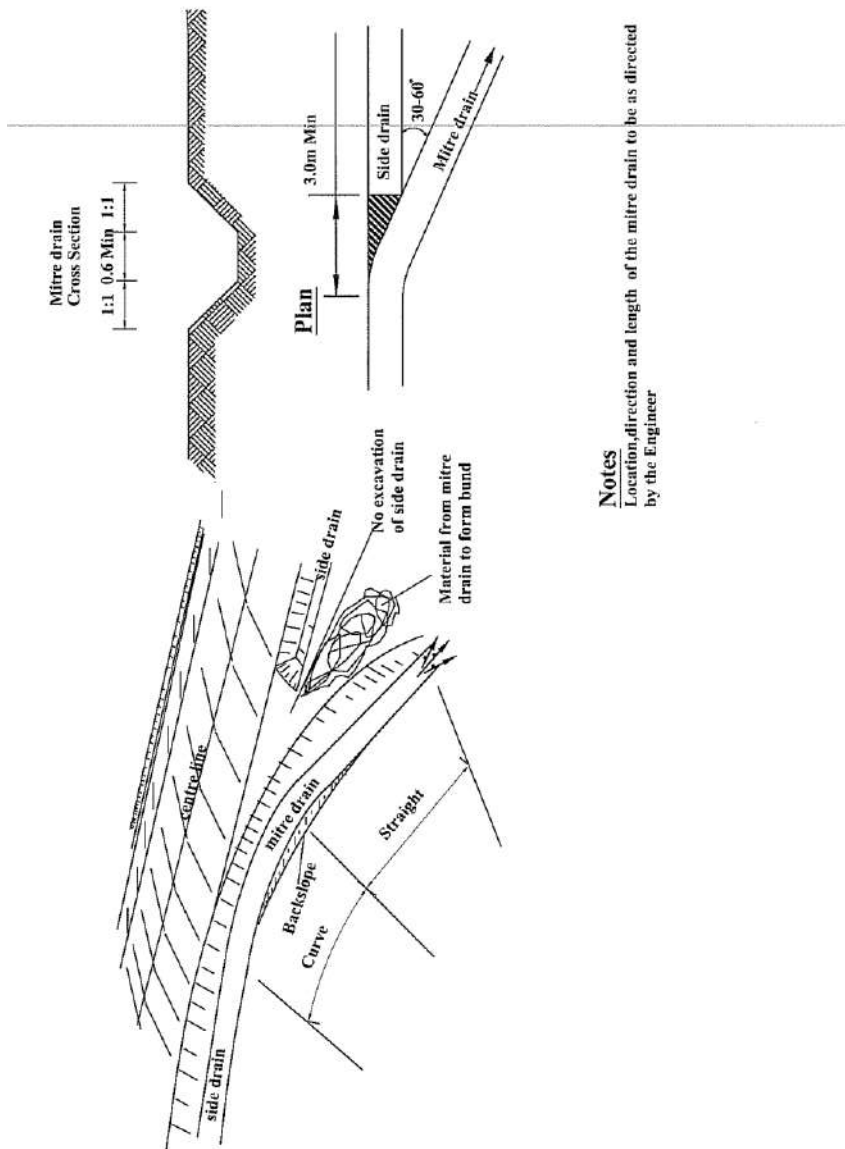 Mitre drain
Cross Section
1:1 0.6 Min 1:1
Plan
3.0m Min
Side drain
30-60°
Mitre drain
centre line
side drain
No excavation
of side drain
Material from mitre
drain to form bund
side drain
mitre drain
Backslope
Curve
Straight
Notes
Location,direction and length of the mitre drain to be as directed
by the Engineer